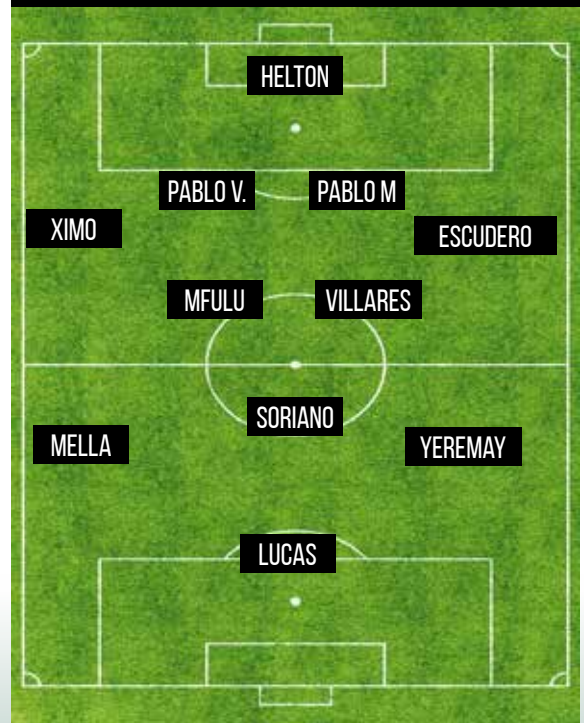 HELTON
PABLO V.
PABLO M
XIMO
ESCUDERO
MFULU
VILLARES
SORIANO
MELLA
YEREMAY
LUCAS